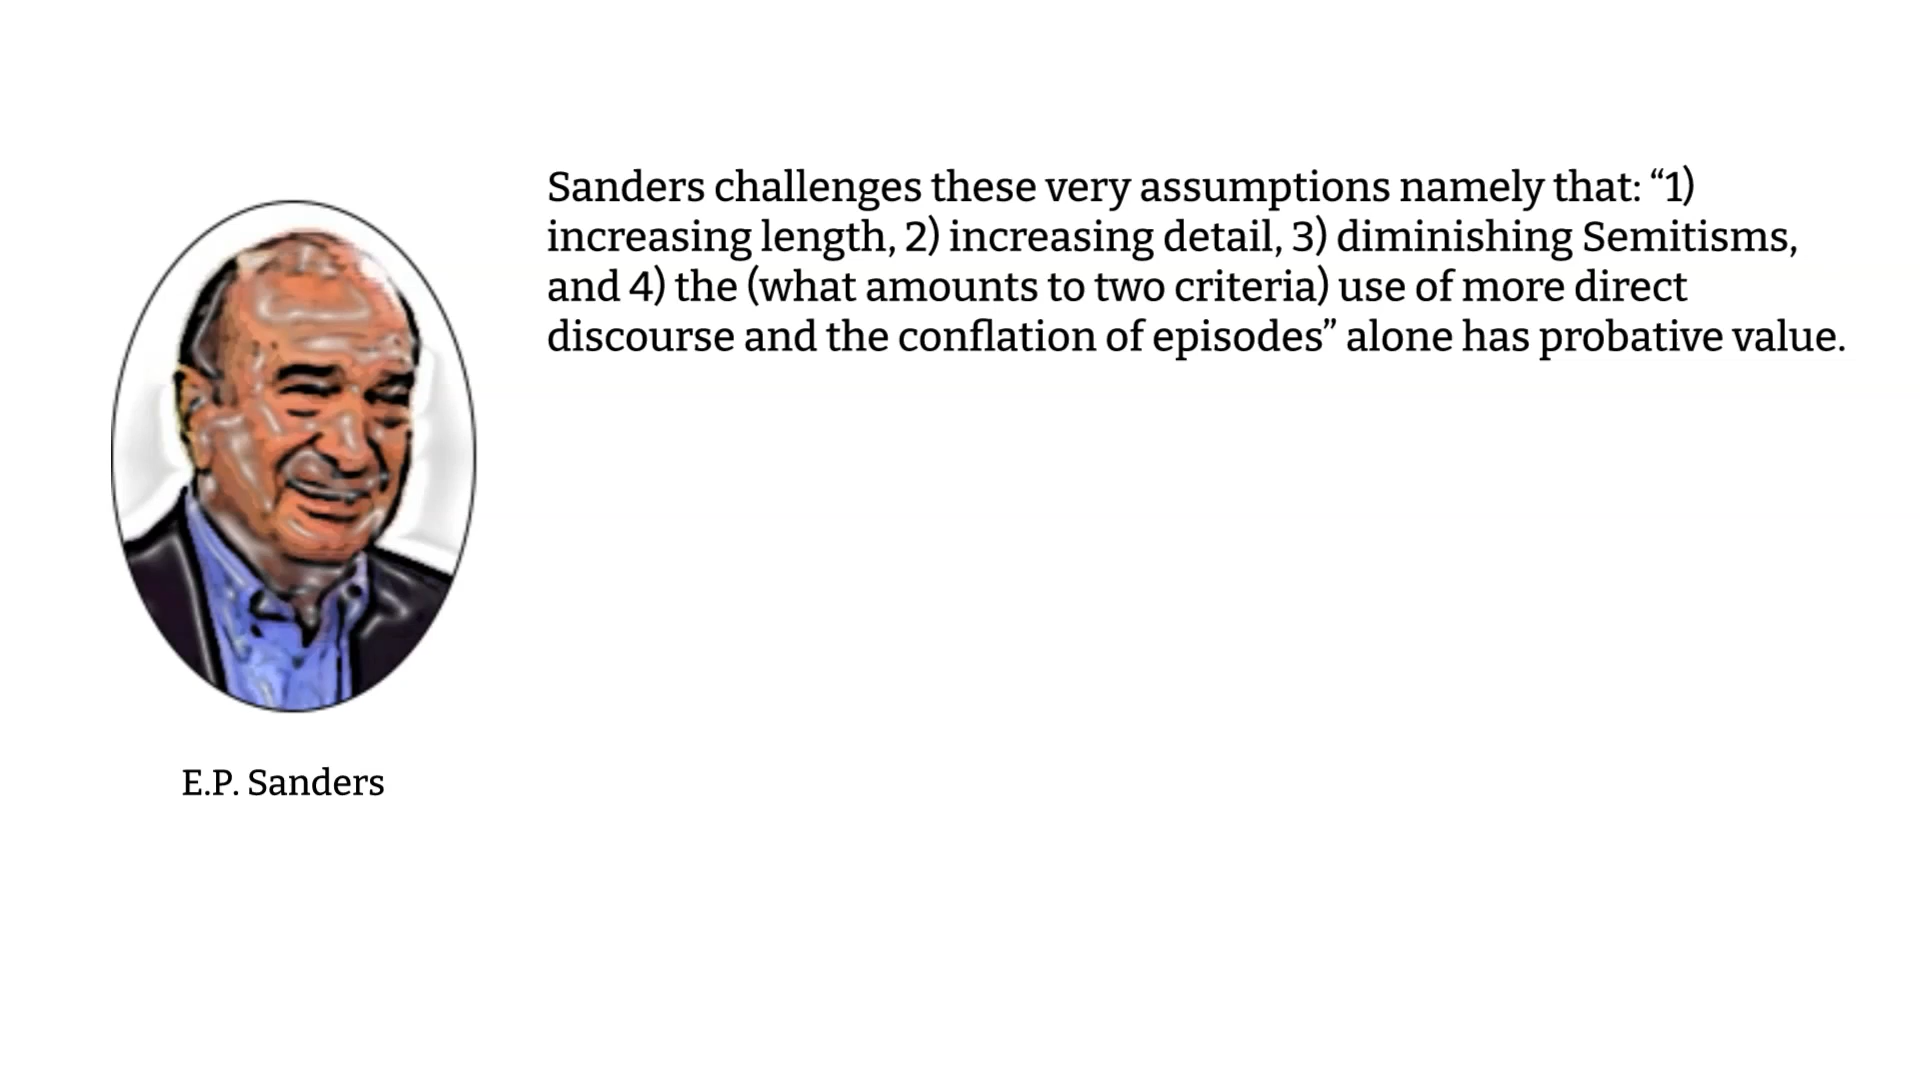 Sanders challenges these very assumptions namely that: “1)
increasing length, 2) increasing detail, 3) diminishing Semitisms,
and 4) the (what amounts to two criteria) use of more direct
discourse and the conflation of episodes” alone has probative value.
E.P. Sanders